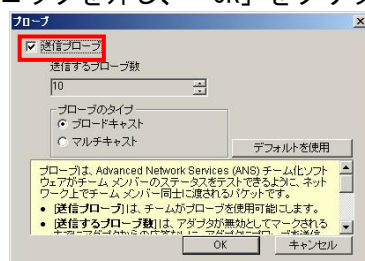 ェックを外し、「OK」をクリッ
プローブ
送信プローブ
送信するプローブ数
10
プローブのタイプ
ブロードキャスト
マルチキャスト
デフォルトを使用
プローブは、Advanced Network Services (ANS) チーム化ソフト
ウェアがチーム メンバーのステータスをテストできるように、ネット
ワーク上でチーム メンバー同士に渡されるパケットです。
• [送信プローブ]は、チームがプローブを使用可能にします。
• [送信するプローブ数]は、アダプタが無効としてマークされる
OK
キャンセル